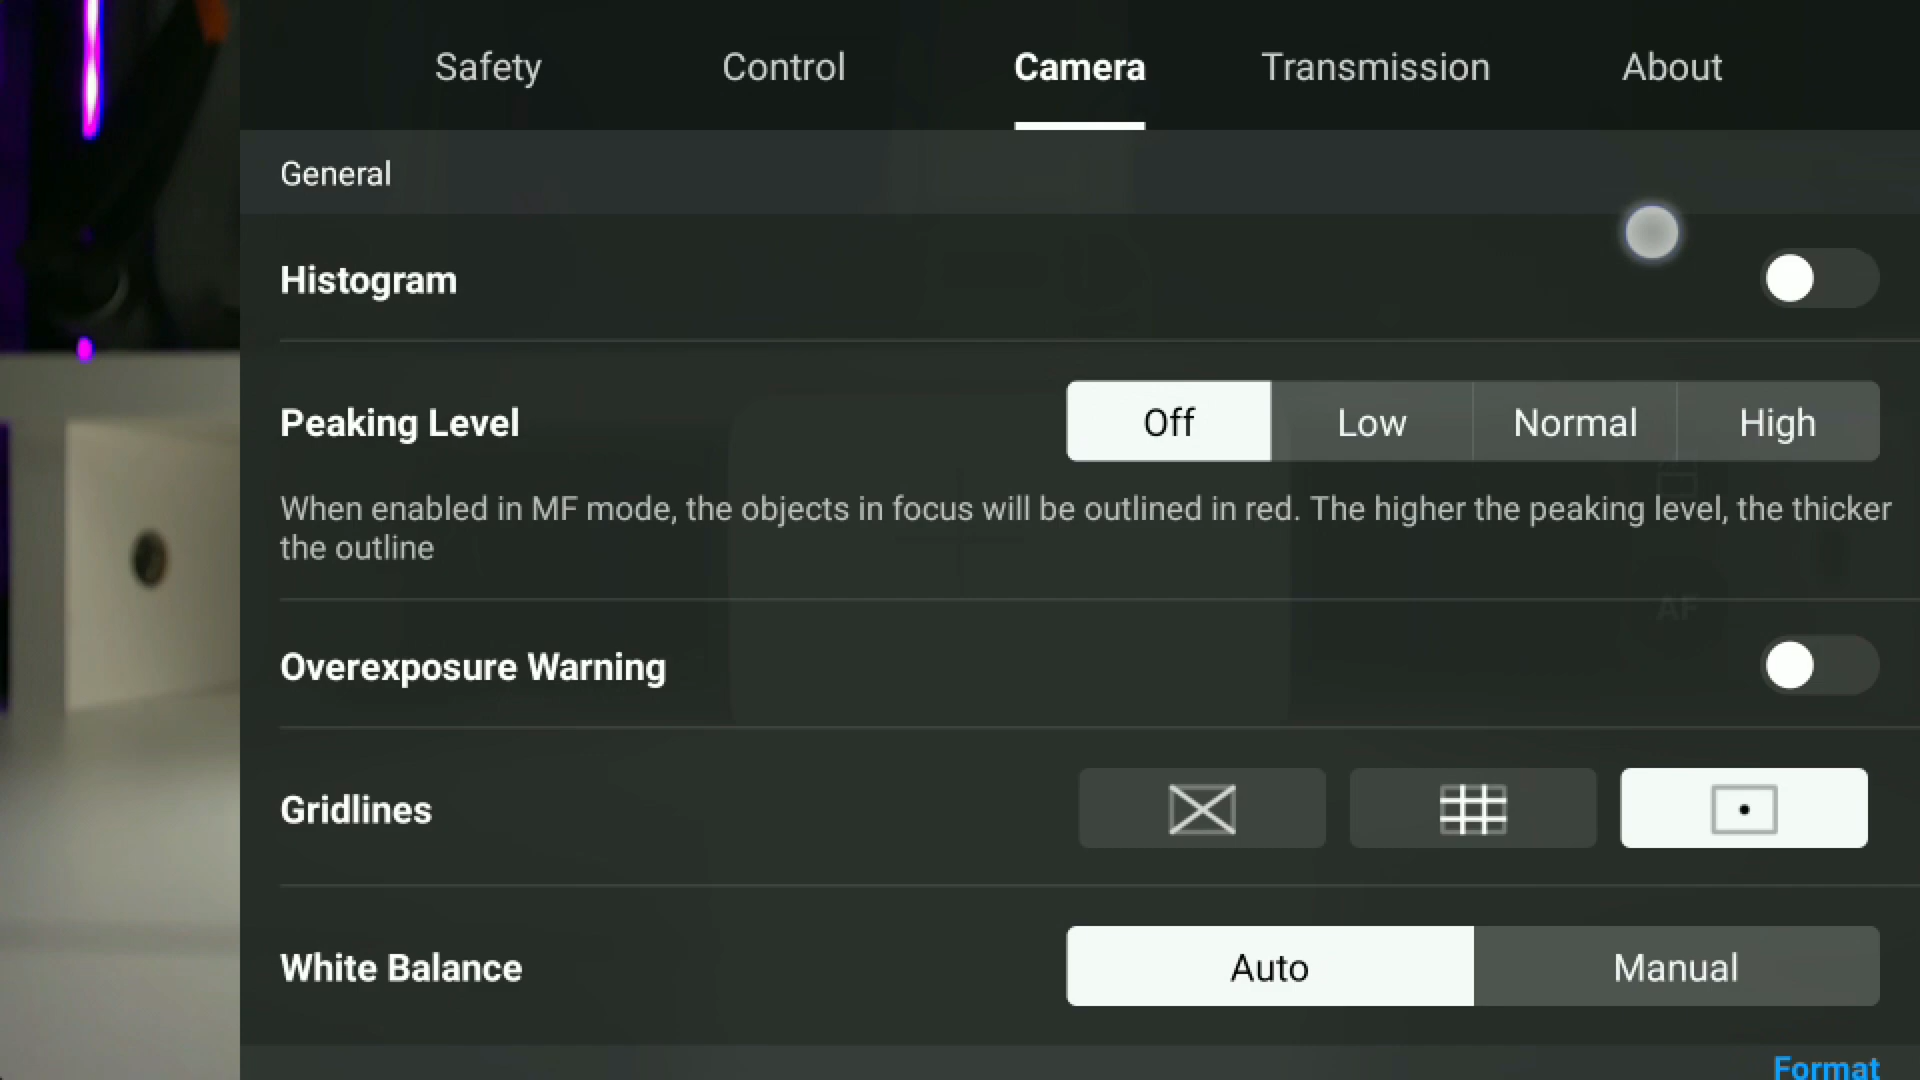 Safety Control Camera Transmission About
General
Histogram
Peaking Level Off Low Normal High
When enabled in MF mode, the objects in focus will be outlined in red. The higher the peaking level, the thicker
the outline
AF
Overexposure Warning
Gridlines
White Balance Auto Manual
Format